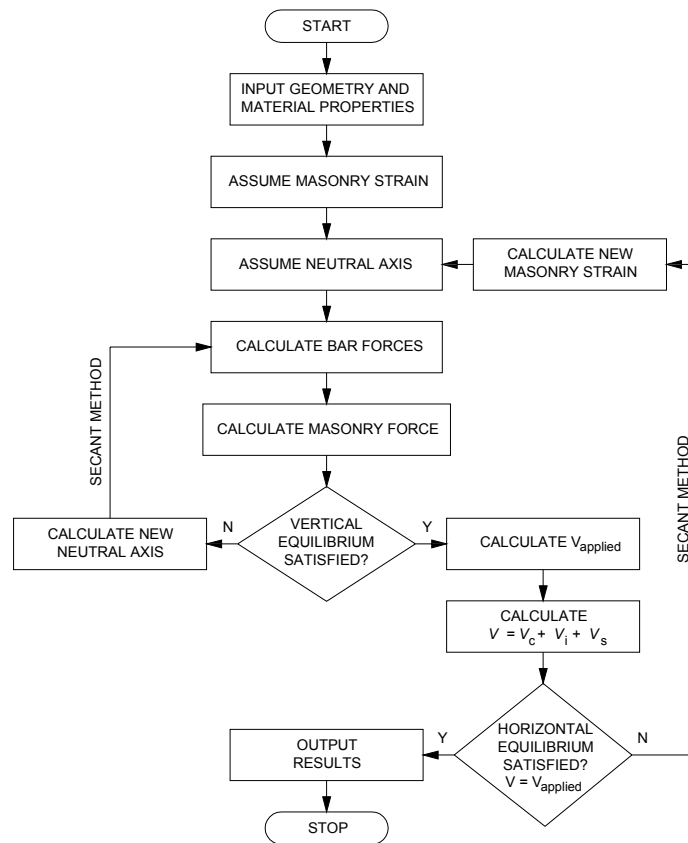 START
INPUT GEOMETRY AND
MATERIAL PROPERTIES
ASSUME MASONRY STRAIN
ASSUME NEUTRAL AXIS
CALCULATE NEW
MASONRY STRAIN
CALCULATE BAR FORCES
SECANT METHOD
CALCULATE MASONRY FORCE
SECANT METHOD
CALCULATE NEW
NEUTRAL AXIS
N
VERTICAL
EQUILIBRIUM
SATISFIED?
Y
CALCULATE Vapplied
CALCULATE
V = Vc + Vi + Vs
OUTPUT
RESULTS
Y
HORIZONTAL
EQUILIBRIUM
SATISFIED?
V = Vapplied
N
STOP